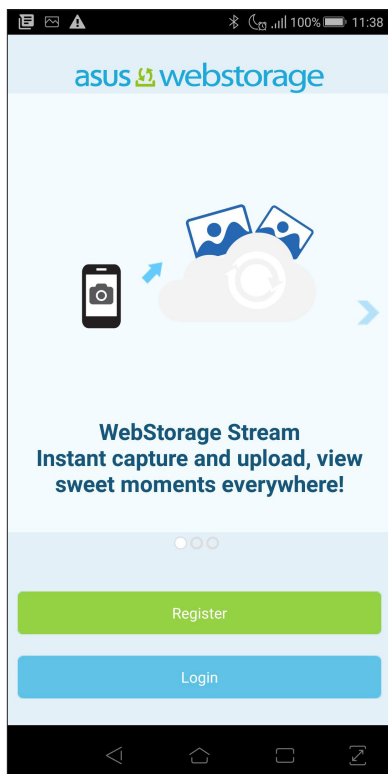 100% 11:38
asus webstorage
WebStorage Stream
Instant capture and upload, view
sweet moments everywhere!
Register
Login